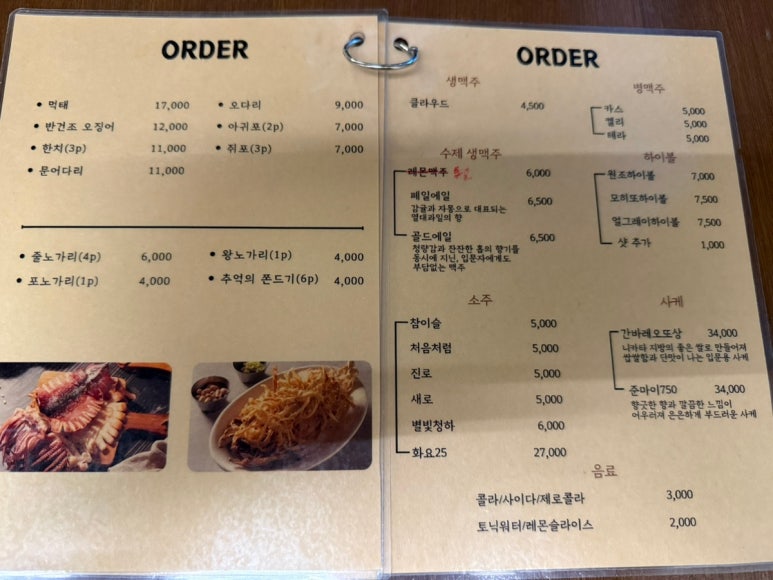 ORDER
• 먹태 17,000
• 반건조 오징어 12,000
• 한치(3p) 11,000
• 문어다리 11,000
• 오다리 9,000
• 아귀포(2p) 7,000
• 쥐포(3p) 7,000
• 줄노가리(4p) 6,000
• 포노가리(1p) 4,000
• 왕노가리(1p) 4,000
• 추억의 쫀드기(6p) 4,000
ORDER
생맥주
클라우드 4,500
병맥주
카스 5,000
켈리 5,000
테라 5,000
수제 생맥주
레몬맥주 품절 6,000
페일에일 6,500
감귤과 자몽으로 대표되는
열대과일의 향
골드에일 6,500
청량감과 잔잔한 홉의 향기를
동시에 지닌, 입문자에게도
부담없는 맥주
하이볼
원조하이볼 7,000
모히또하이볼 7,500
얼그레이하이볼 7,500
샷 추가 1,000
소주
참이슬 5,000
처음처럼 5,000
진로 5,000
새로 5,000
별빛청하 6,000
화요25 27,000
사케
간바레오또상 34,000
니카타 지방의 좋은 쌀로 만들어져
쌉쌀함과 단맛이 나는 입문용 사케
준마이750 34,000
향긋한 향과 깔끔한 느낌이
어우러져 은은하게 부드러운 사케
음료
콜라/사이다/제로콜라 3,000
토닉워터/레몬슬라이스 2,000